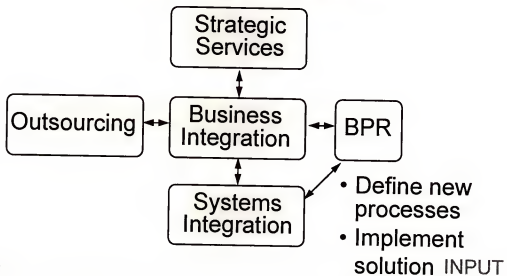 Strategic
Services
Outsourcing
Business
Integration
BPR
Systems
Integration
• Define new
processes
• Implement
solution INPUT